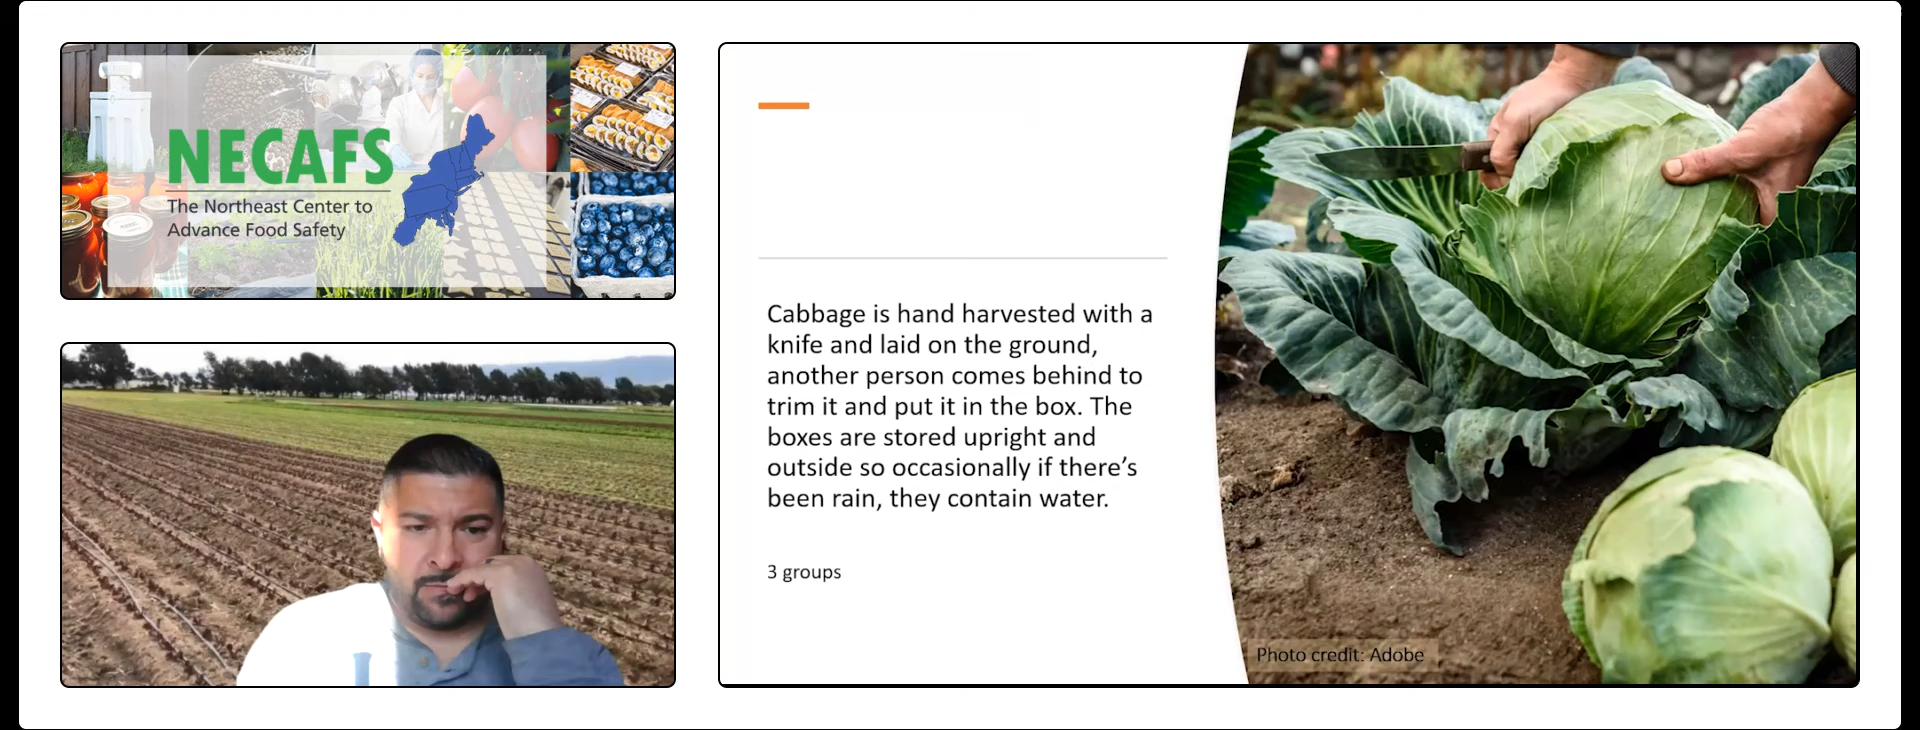 NECAFS
The Northeast Center to
Advance Food Safety
Cabbage is hand harvested with a
knife and laid on the ground,
another person comes behind to
trim it and put it in the box. The
boxes are stored upright and
outside so occasionally if there’s
been rain, they contain water.
3 groups
Photo credit: Adobe